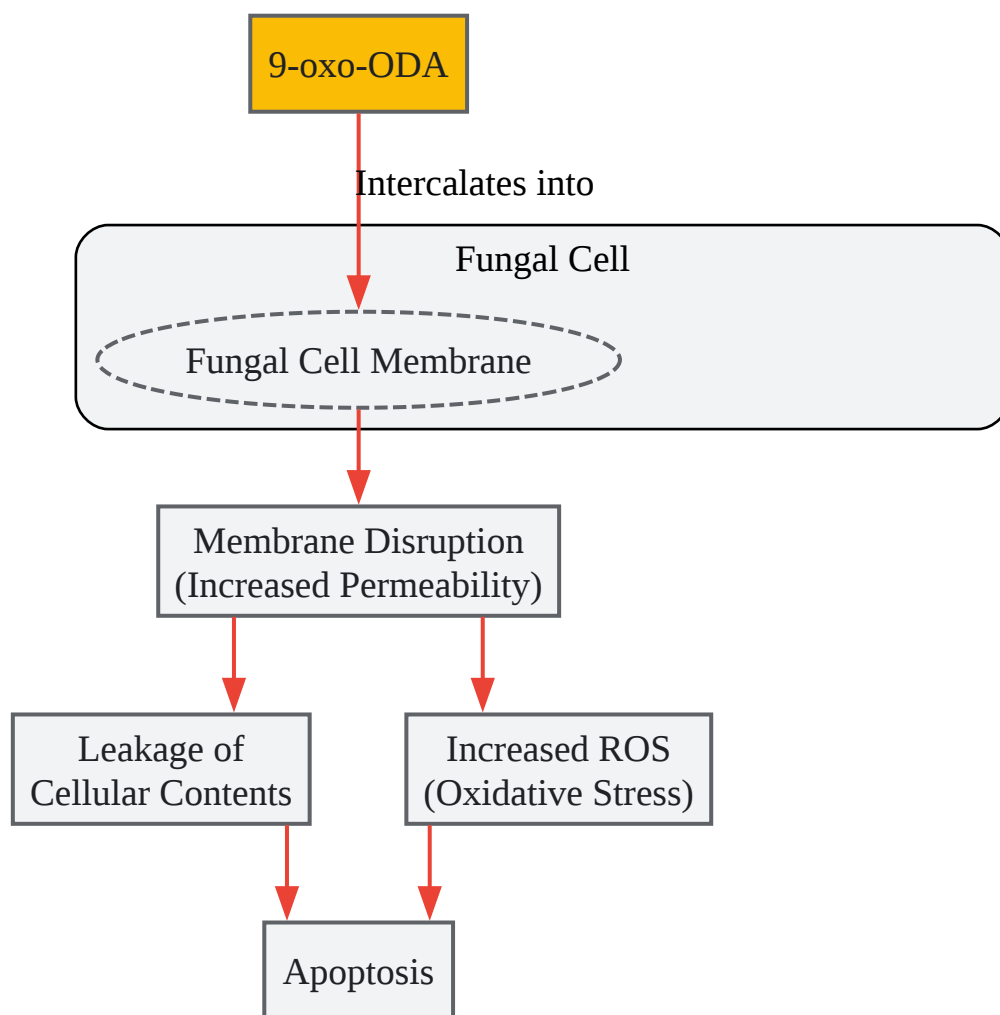 9-oxo-ODA
Intercalates into
Fungal Cell
Fungal Cell Membrane
Membrane Disruption
(Increased Permeability)
Leakage of
Cellular Contents
Increased ROS
(Oxidative Stress)
Apoptosis